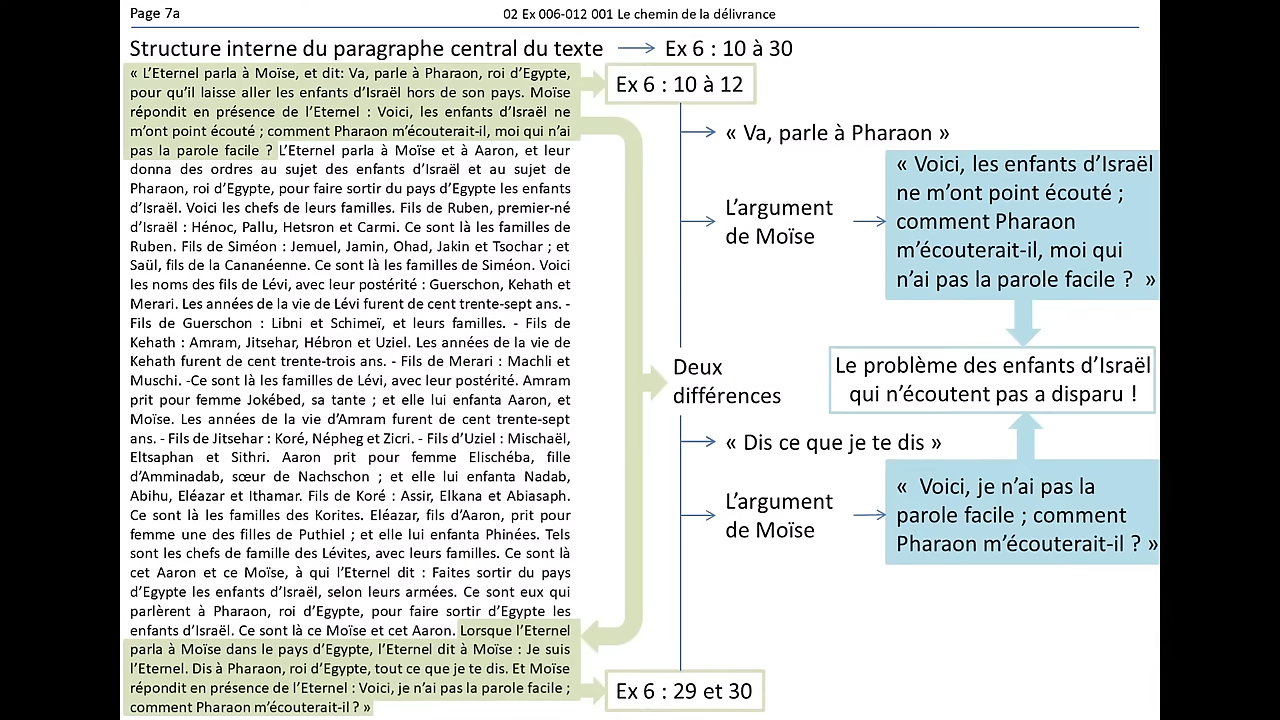 Page 7a
02 Ex 006-012 001 Le chemin de la délivrance
Structure interne du paragraphe central du texte
Ex 6 : 10 à 30
« L’Eternel parla à Moïse, et dit: Va, parle à Pharaon, roi d’Egypte,
pour qu’il laisse aller les enfants d’Israël hors de son pays. Moïse
répondit en présence de l’Eternel : Voici, les enfants d’Israël ne
m’ont point écouté ; comment Pharaon m’écouterait-il, moi qui n’ai
pas la parole facile ? L’Eternel parla à Moïse et à Aaron, et leur
donna des ordres au sujet des enfants d’Israël et au sujet de
Pharaon, roi d’Egypte, pour faire sortir du pays d’Egypte les enfants
d’Israël. Voici les chefs de leurs familles. Fils de Ruben, premier-né
d’Israël : Hénoc, Pallu, Hetsron et Carmi. Ce sont là les familles de
Ruben. Fils de Siméon : Jemuel, Jamin, Ohad, Jakin et Tsochar ; et
Saül, fils de la Cananéenne. Ce sont là les familles de Siméon. Voici
les noms des fils de Lévi, avec leur postérité : Guerschon, Kehath et
Merari. Les années de la vie de Lévi furent de cent trente-sept ans. -
Fils de Guerschon : Libni et Schimeï, et leurs familles. - Fils de
Kehath : Amram, Jitsehar, Hébron et Uziel. Les années de la vie de
Kehath furent de cent trente-trois ans. - Fils de Merari : Machli et
Muschi. -Ce sont là les familles de Lévi, avec leur postérité. Amram
prit pour femme Jokébed, sa tante ; et elle lui enfanta Aaron, et
Moïse. Les années de la vie d’Amram furent de cent trente-sept
ans. - Fils de Jitsehar : Koré, Népheg et Zicri. - Fils d’Uziel : Mischaël,
Eltsaphan et Sithri. Aaron prit pour femme Elischéba, fille
d’Amminadab, sœur de Nachschon ; et elle lui enfanta Nadab,
Abihu, Eléazar et Ithamar. Fils de Koré : Assir, Elkana et Abiasaph.
Ce sont là les familles des Korites. Eléazar, fils d’Aaron, prit pour
femme une des filles de Puthiel ; et elle lui enfanta Phinées. Tels
sont les chefs de famille des Lévites, avec leurs familles. Ce sont là
cet Aaron et ce Moïse, à qui l’Eternel dit : Faites sortir du pays
d’Egypte les enfants d’Israël, selon leurs armées. Ce sont eux qui
parlèrent à Pharaon, roi d’Egypte, pour faire sortir d’Egypte les
enfants d’Israël. Ce sont là ce Moïse et cet Aaron. Lorsque l’Eternel
parla à Moïse dans le pays d’Egypte, l’Eternel dit à Moïse : Je suis
l’Eternel. Dis à Pharaon, roi d’Egypte, tout ce que je te dis. Et Moïse
répondit en présence de l’Eternel : Voici, je n’ai pas la parole facile ;
comment Pharaon m’écouterait-il ? »
Ex 6 : 10 à 12
« Va, parle à Pharaon »
L’argument
de Moïse
« Voici, les enfants d’Israël
ne m’ont point écouté ;
comment Pharaon
m’écouterait-il, moi qui
n’ai pas la parole facile ? »
Deux
différences
Le problème des enfants d’Israël
qui n’écoutent pas a disparu !
« Dis ce que je te dis »
L’argument
de Moïse
« Voici, je n’ai pas la
parole facile ; comment
Pharaon m’écouterait-il ? »
Ex 6 : 29 et 30